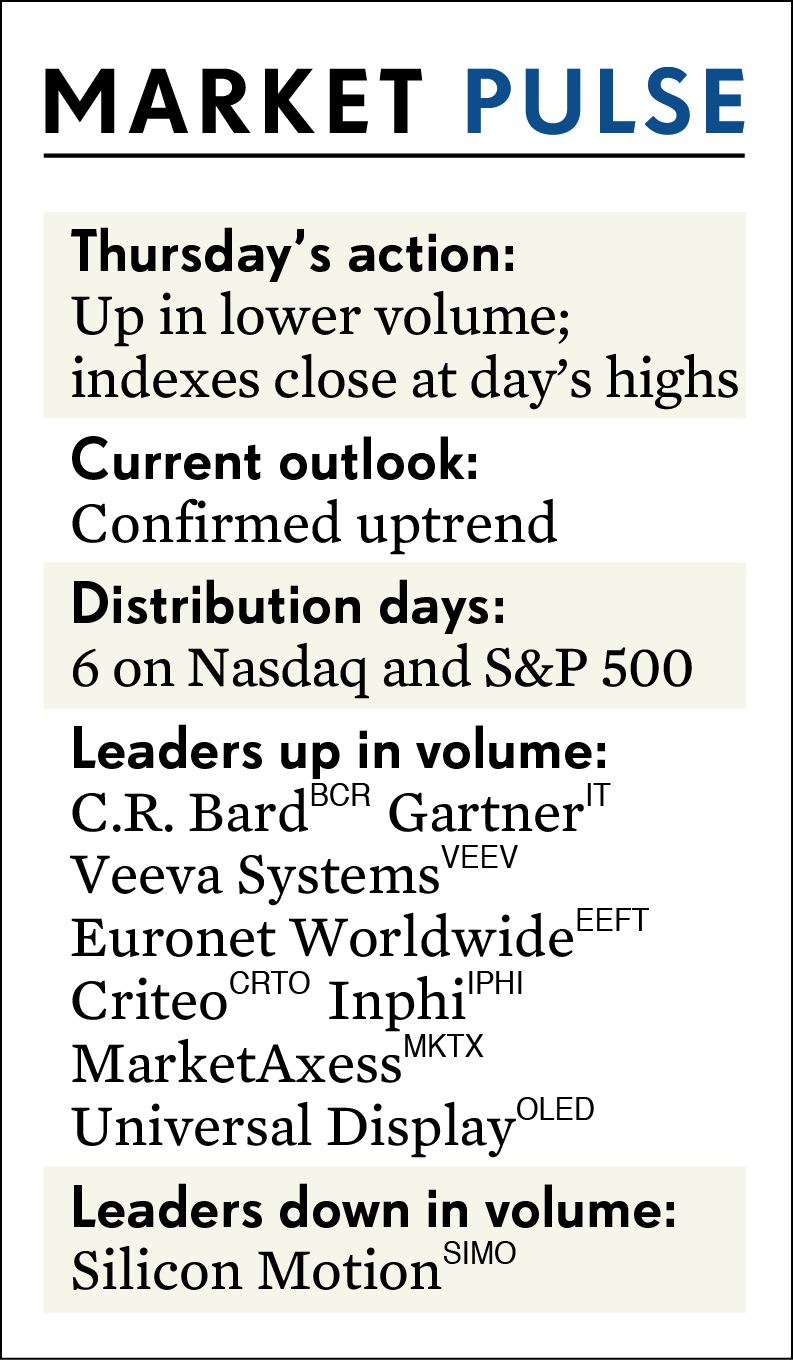 MARKET PULSE
Thursday’s action:
Up in lower volume;
indexes close at day’s highs
Current outlook:
Confirmed uptrend
Distribution days:
6 on Nasdaq and S&P 500
Leaders up in volume:
C.R. Bard BCR Gartner IT
Veeva Systems VEEV
Euronet Worldwide EEFT
Criteo CRTO Inphi IPHI
MarketAxess MKTX
Universal Display OLED
Leaders down in volume:
Silicon Motion SIMO